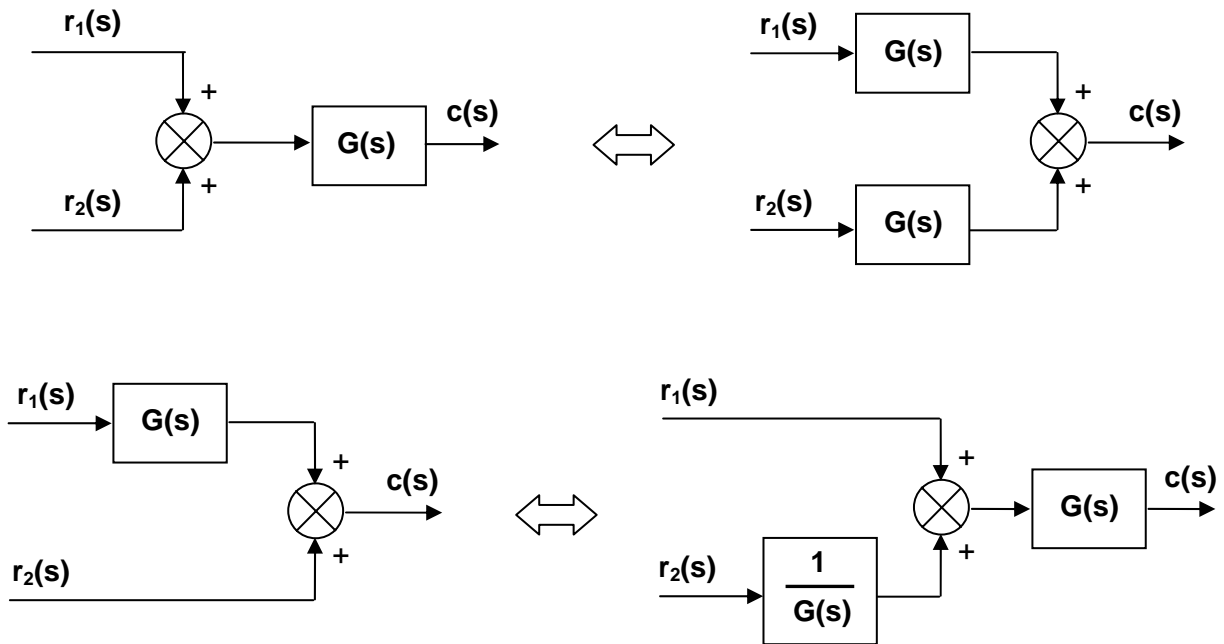 r₁(s)
+
+
r₂(s)
G(s)
c(s)
r₁(s)
G(s)
+
+
c(s)
r₂(s)
G(s)
r₁(s)
G(s)
+
c(s)
+
r₂(s)
r₁(s)
+
+
G(s)
c(s)
r₂(s)
1
G(s)